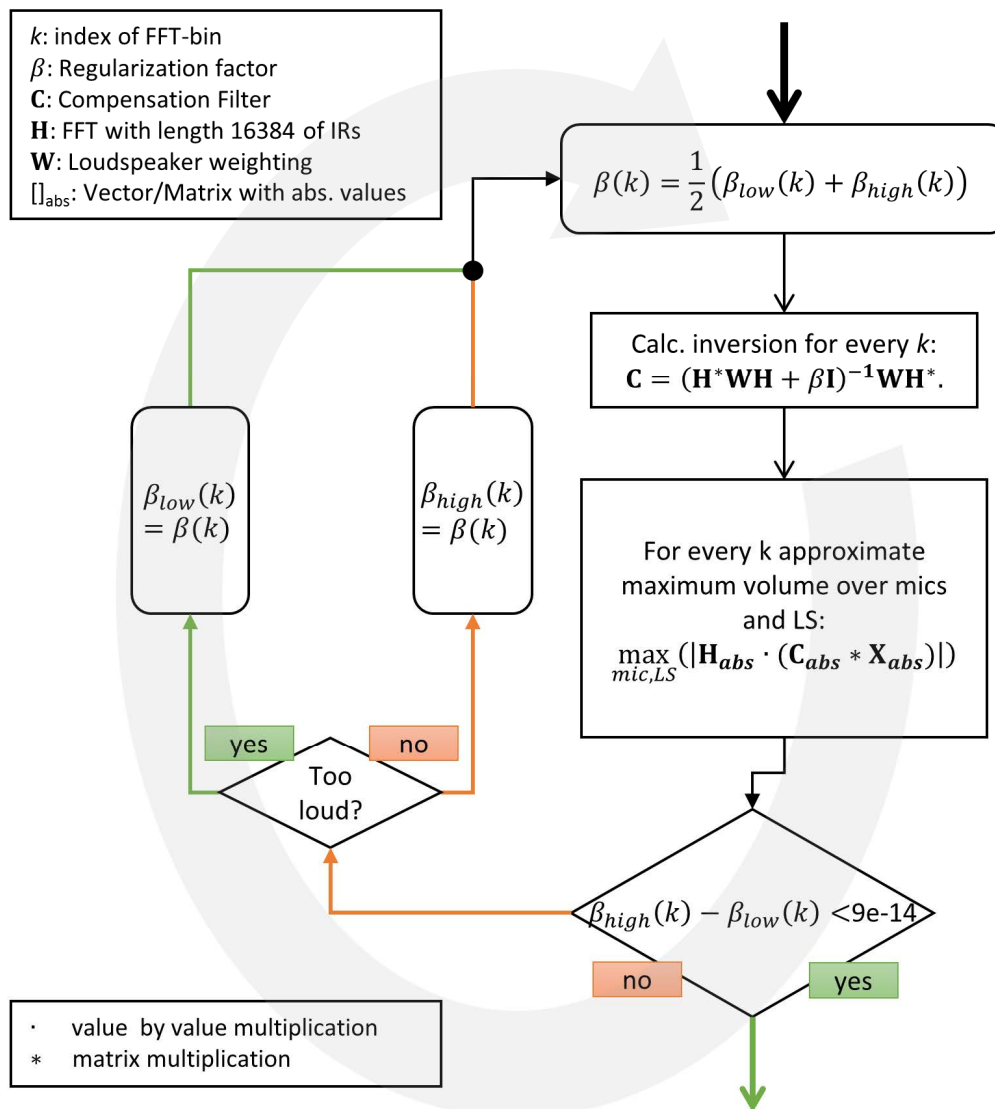 k: index of FFT-bin
β: Regularization factor
C: Compensation Filter
H: FFT with length 16384 of IRs
W: Loudspeaker weighting
[]abs: Vector/Matrix with abs. values
β(k) = 1/2 (βlow(k) + βhigh(k))
Calc. inversion for every k:
C = (H*WH + βI)⁻¹WH*.
βlow(k)
= β(k)
βhigh(k)
= β(k)
For every k approximate
maximum volume over mics
and LS:
max mic,LS (|Habs · (Cabs * Xabs)|)
yes
no
Too
loud?
βhigh(k) − βlow(k) <9e-14
no
yes
· value by value multiplication
* matrix multiplication